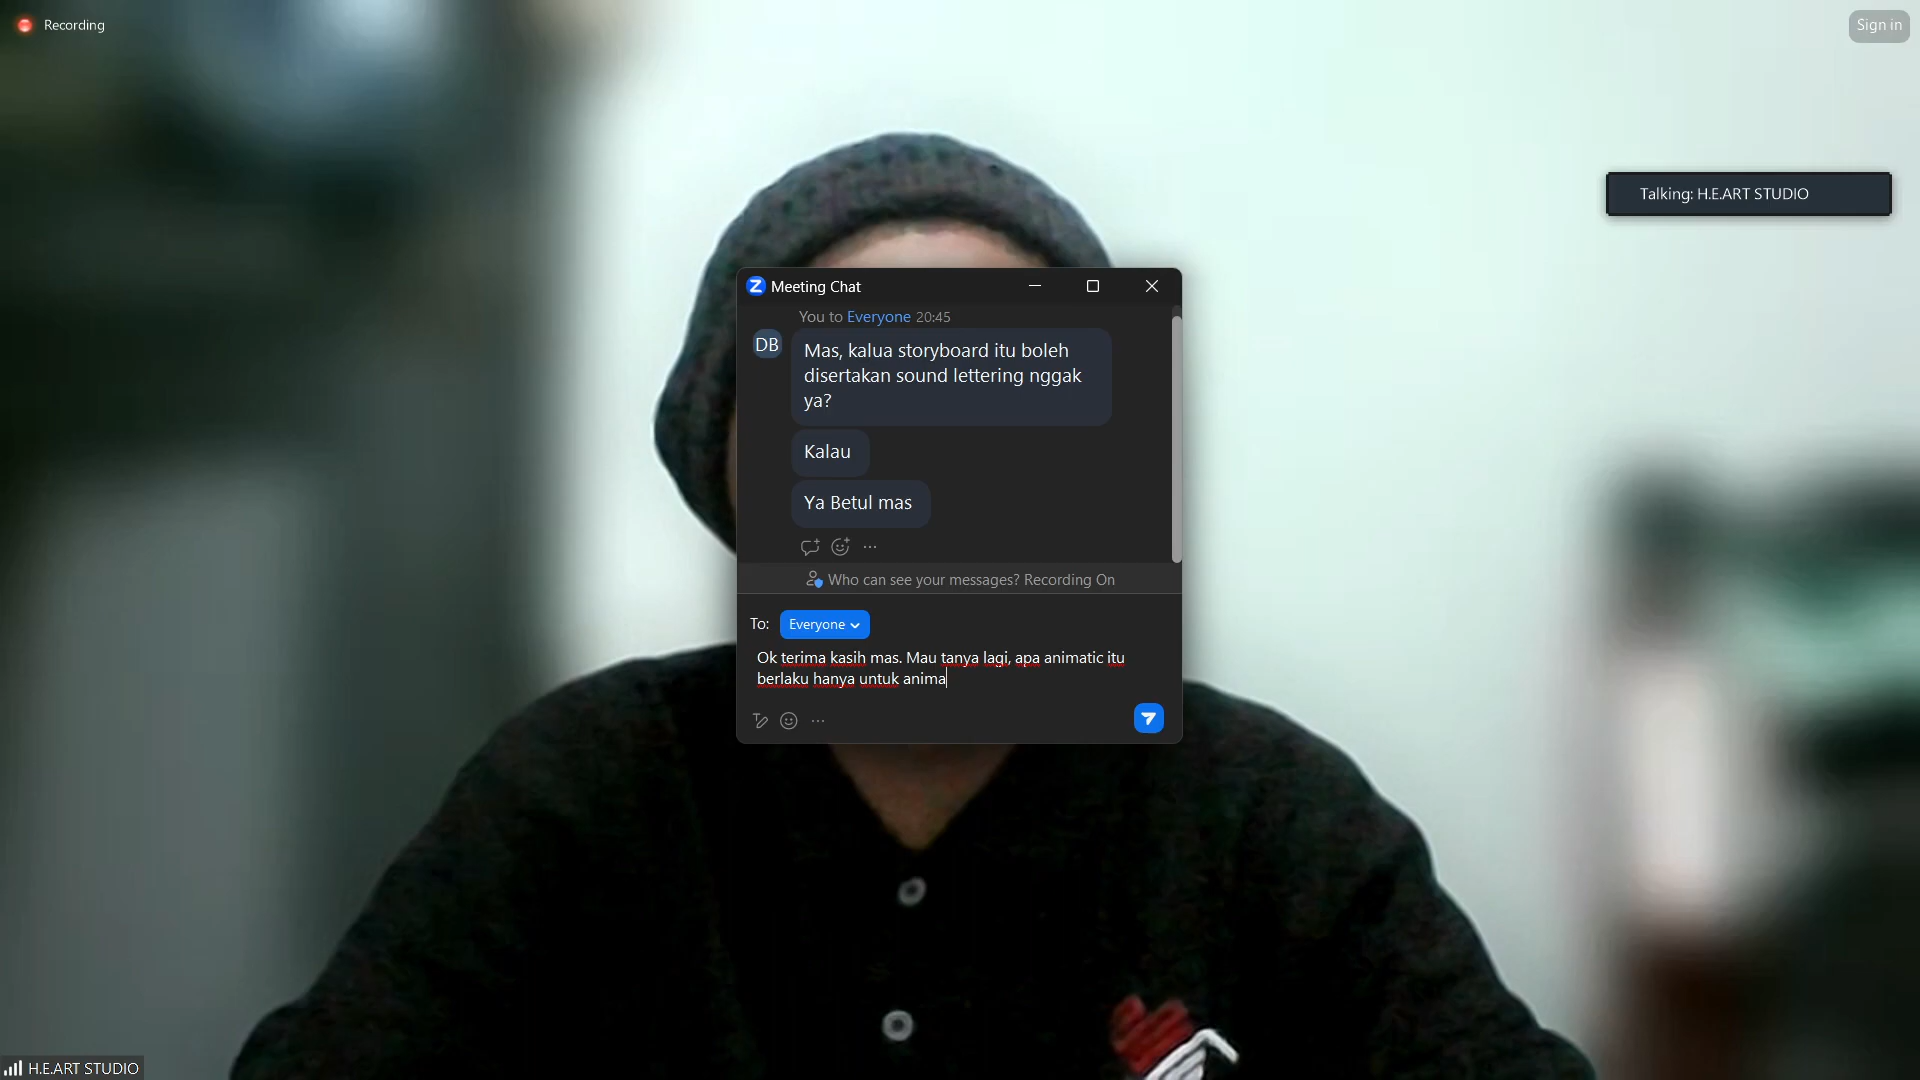 Recording
Sign in
Talking: H.E.ART STUDIO
Meeting Chat
You to Everyone 20:45
DB
Mas, kalua storyboard itu boleh
disertakan sound lettering nggak
ya?
Kalau
Ya Betul mas
Who can see your messages? Recording On
To: Everyone
Ok terima kasih mas. Mau tanya lagi, apa animatic itu
berlaku hanya untuk anima
H.E.ART STUDIO